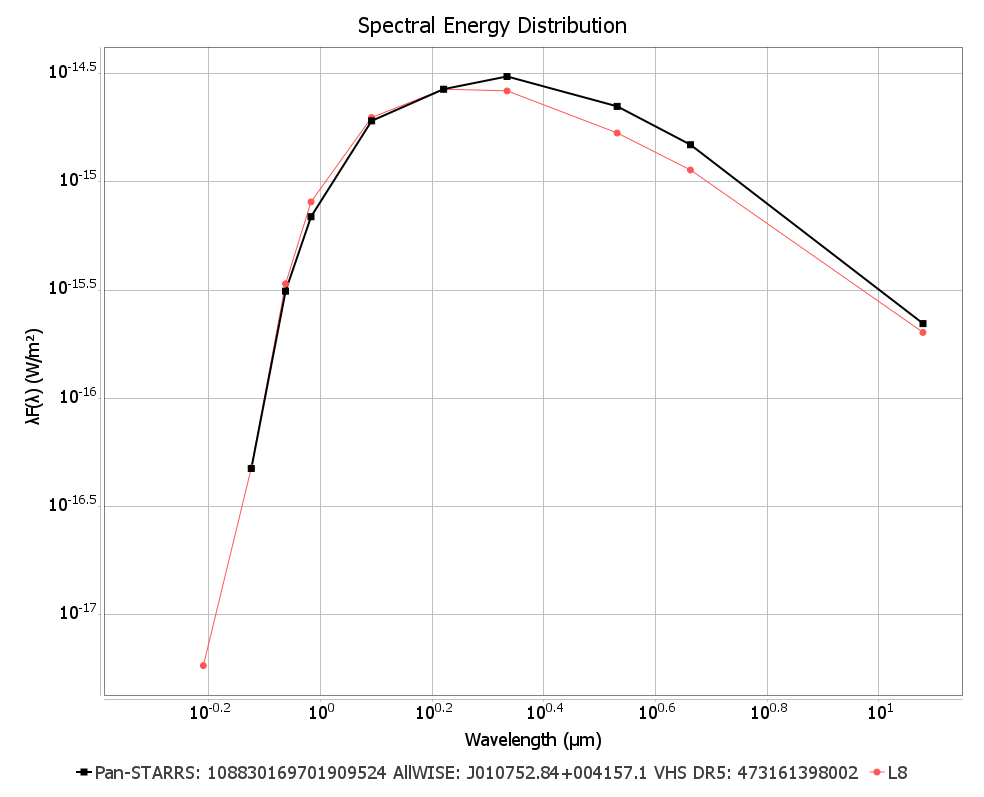 Spectral Energy Distribution
10^-14.5
10^-15
10^-15.5
10^-16
10^-16.5
10^-17
λF(λ) (W/m²)
10^-0.2 10^0 10^0.2 10^0.4 10^0.6 10^0.8 10^1
Wavelength (µm)
Pan-STARRS: 108830169701909524 AllWISE: J010752.84+004157.1 VHS DR5: 473161398002 L8